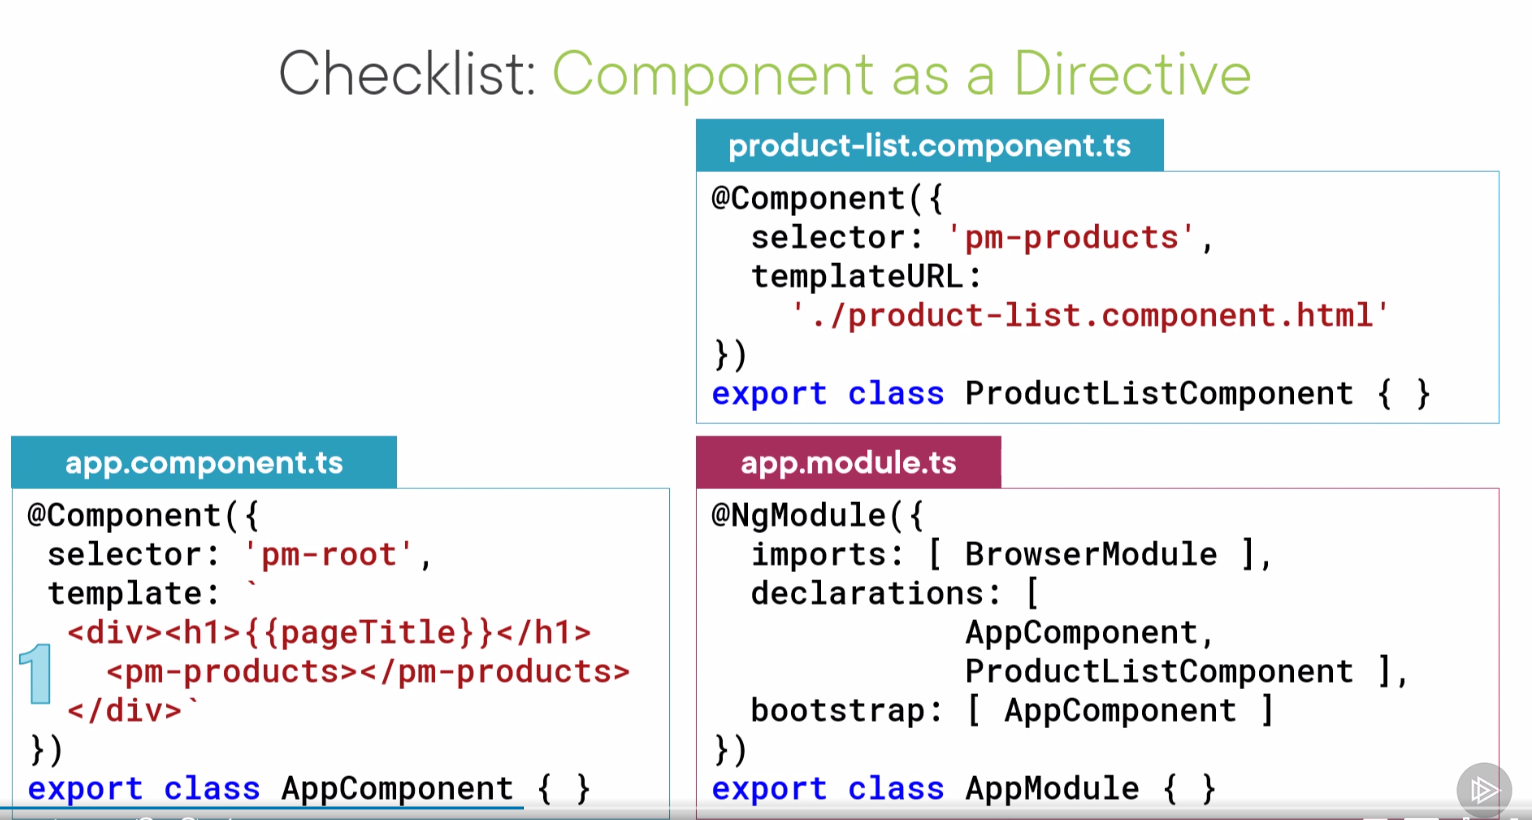 Checklist: Component as a Directive
product-list.component.ts
@Component({
selector: 'pm-products',
templateURL:
'./product-list.component.html'
})
export class ProductListComponent { }
app.component.ts
@Component({
selector: 'pm-root',
template: `
<div><h1>{{pageTitle}}</h1>
1
<pm-products></pm-products>
</div>`
})
export class AppComponent { }
app.module.ts
@NgModule({
imports: [ BrowserModule ],
declarations: [
AppComponent,
ProductListComponent ],
bootstrap: [ AppComponent ]
})
export class AppModule { }